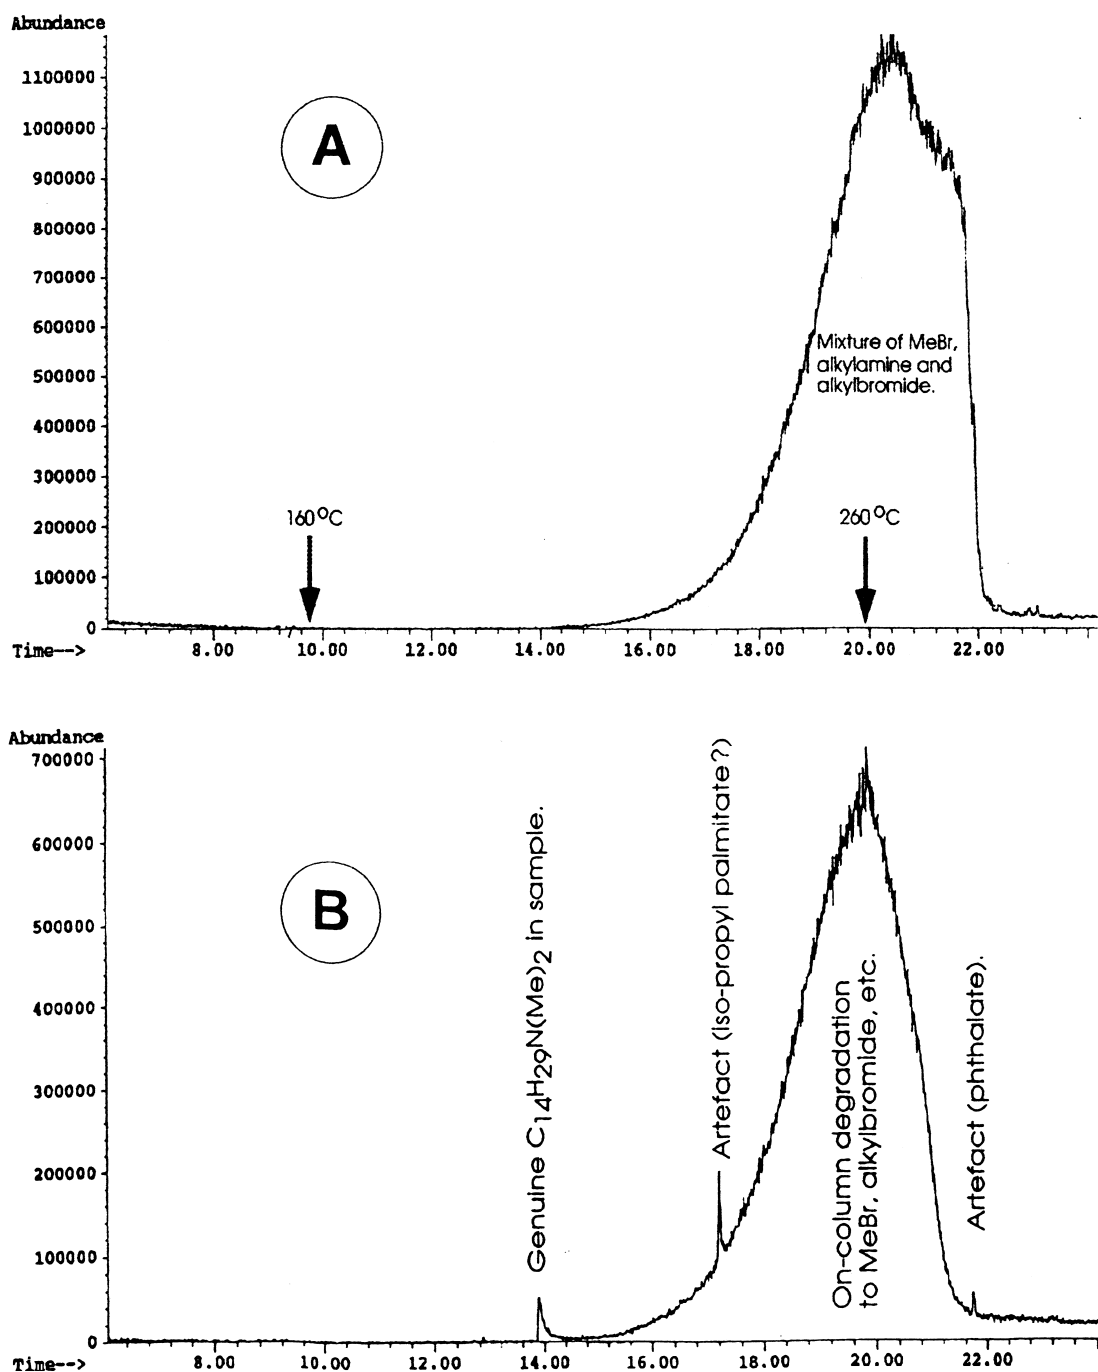 Abundance
1100000
1000000
900000
800000
700000
600000
500000
400000
300000
200000
100000
0
A
Mixture of MeBr,
alkylamine and
alkylbromide.
160°C
260°C
Time--> 8.00 10.00 12.00 14.00 16.00 18.00 20.00 22.00
Abundance
700000
600000
500000
400000
300000
200000
100000
0
B
Genuine C14H29N(Me)2 in sample.
Artefact (iso-propyl palmitate?)
On-column degradation
to MeBr, alkylbromide, etc.
Artefact (phthalate).
Time--> 8.00 10.00 12.00 14.00 16.00 18.00 20.00 22.00